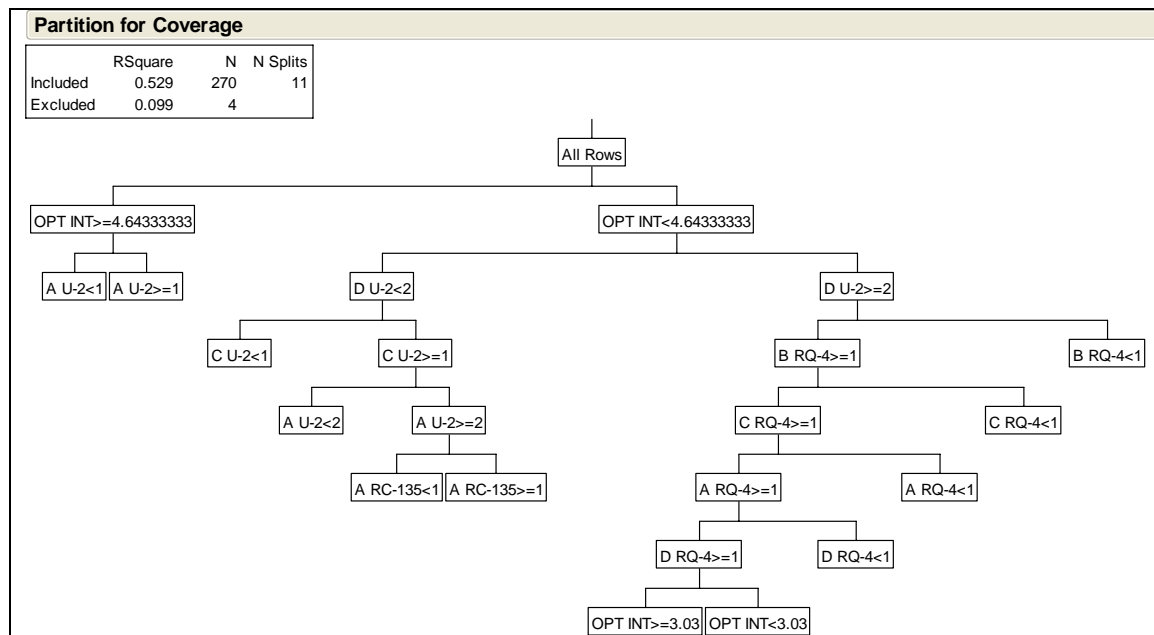 Partition for Coverage
RSquare N N Splits
Included 0.529 270 11
Excluded 0.099 4
All Rows
OPT INT>=4.64333333 OPT INT<4.64333333
A U-2<1 A U-2>=1 D U-2<2 D U-2>=2
C U-2<1 C U-2>=1 B RQ-4>=1 B RQ-4<1
A U-2<2 A U-2>=2 C RQ-4>=1 C RQ-4<1
A RC-135<1 A RC-135>=1 A RQ-4>=1 A RQ-4<1
D RQ-4>=1 D RQ-4<1
OPT INT>=3.03 OPT INT<3.03